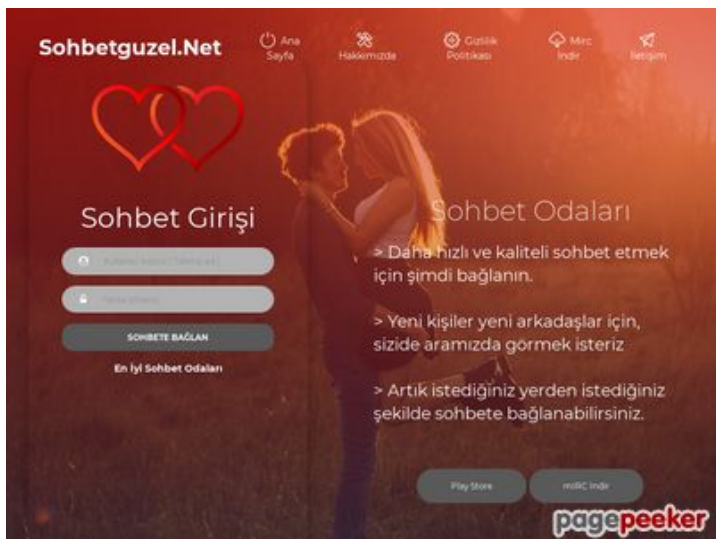 Sohbetguzel.Net
Ana
Sayfa
Hakkımızda
Gizlilik
Politikası
Mirc
İndir
İletişim
Sohbet Girişi
SOHBETE BAĞLAN
En İyi Sohbet Odaları
Sohbet Odaları
> Daha hızlı ve kaliteli sohbet etmek
için şimdi bağlanın.
> Yeni kişiler yeni arkadaşlar için,
sizide aramızda görmek isteriz
> Artık istediğiniz yerden istediğiniz
şekilde sohbete bağlanabilirsiniz.
Play Store
mIRC İndir
pagepeeker